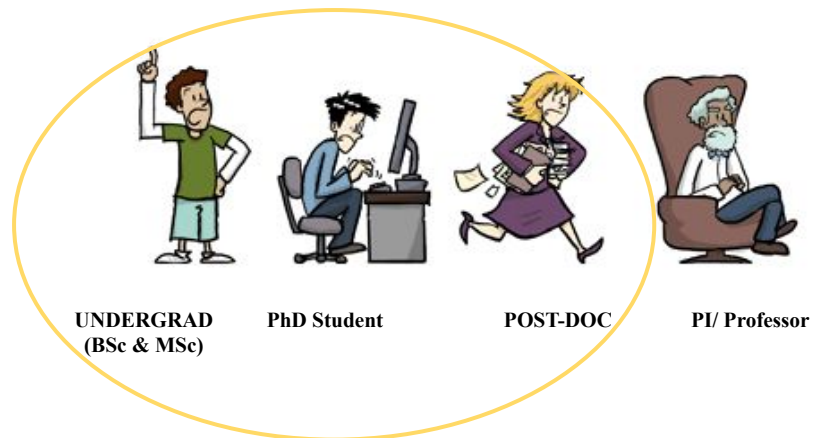 UNDERGRAD
(BSc & MSc)
PhD Student
POST-DOC
PI/ Professor